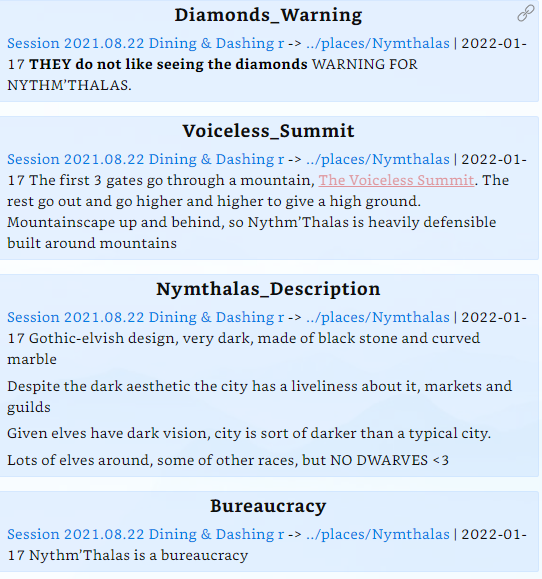 Diamonds_Warning
Session 2021.08.22 Dining & Dashing r -> ../places/Nymthalas | 2022-01-
17 THEY do not like seeing the diamonds WARNING FOR
NYTHM’THALAS.
Voiceless_Summit
Session 2021.08.22 Dining & Dashing r -> ../places/Nymthalas | 2022-01-
17 The first 3 gates go through a mountain, The Voiceless Summit. The
rest go out and go higher and higher to give a high ground.
Mountainscape up and behind, so Nythm’Thalas is heavily defensible
built around mountains
Nymthalas_Description
Session 2021.08.22 Dining & Dashing r -> ../places/Nymthalas | 2022-01-
17 Gothic-elvish design, very dark, made of black stone and curved
marble
Despite the dark aesthetic the city has a liveliness about it, markets and
guilds
Given elves have dark vision, city is sort of darker than a typical city.
Lots of elves around, some of other races, but NO DWARVES <3
Bureaucracy
Session 2021.08.22 Dining & Dashing r -> ../places/Nymthalas | 2022-01-
17 Nythm’Thalas is a bureaucracy